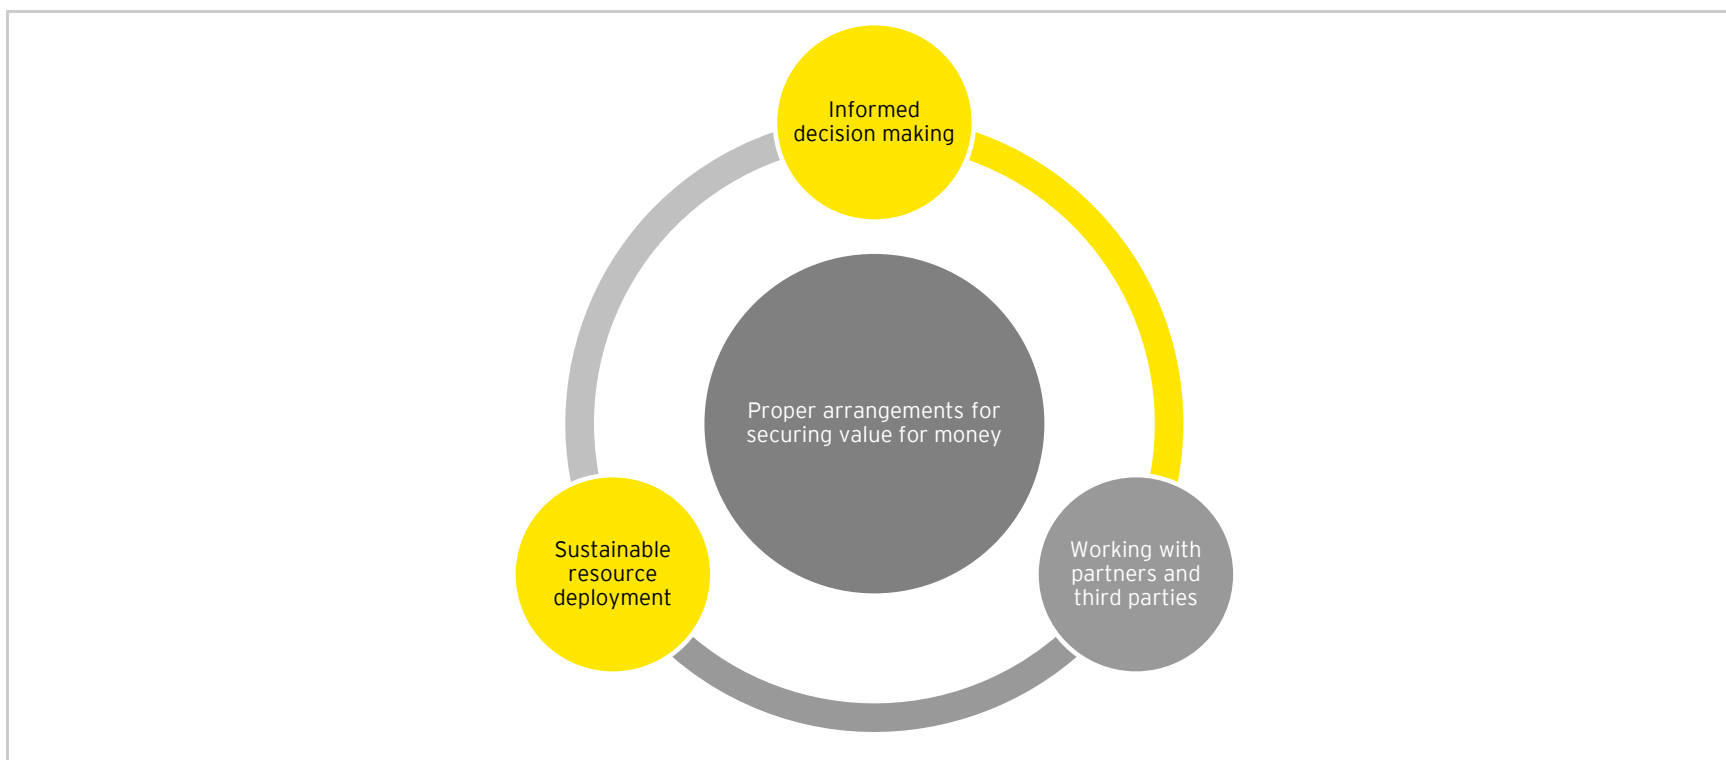 Informed
decision making
Proper arrangements for
securing value for money
Sustainable
resource
deployment
Working with
partners and
third parties